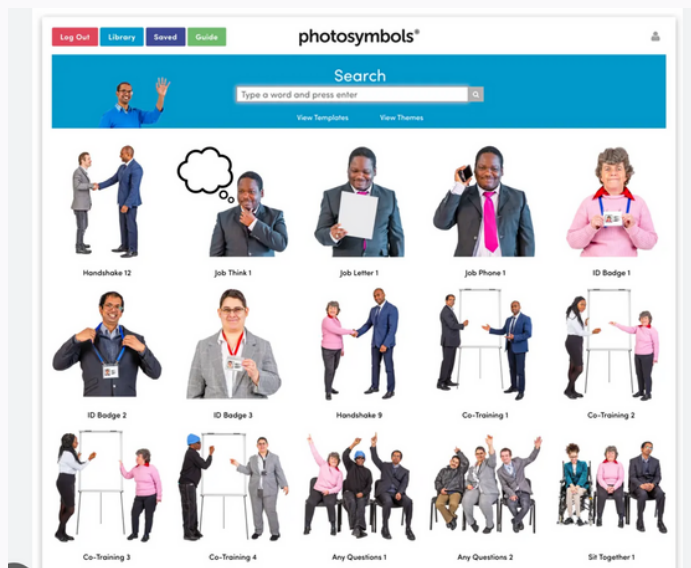 Log Out Library Saved Guide photosymbols®
Search
Type a word and press enter
View Templates View Themes
Handshake 12 Job Think 1 Job Letter 1 Job Phone 1 ID Badge 1
ID Badge 2 ID Badge 3 Handshake 9 Co-Training 1 Co-Training 2
Co-Training 3 Co-Training 4 Any Questions 1 Any Questions 2 Sit Together 1